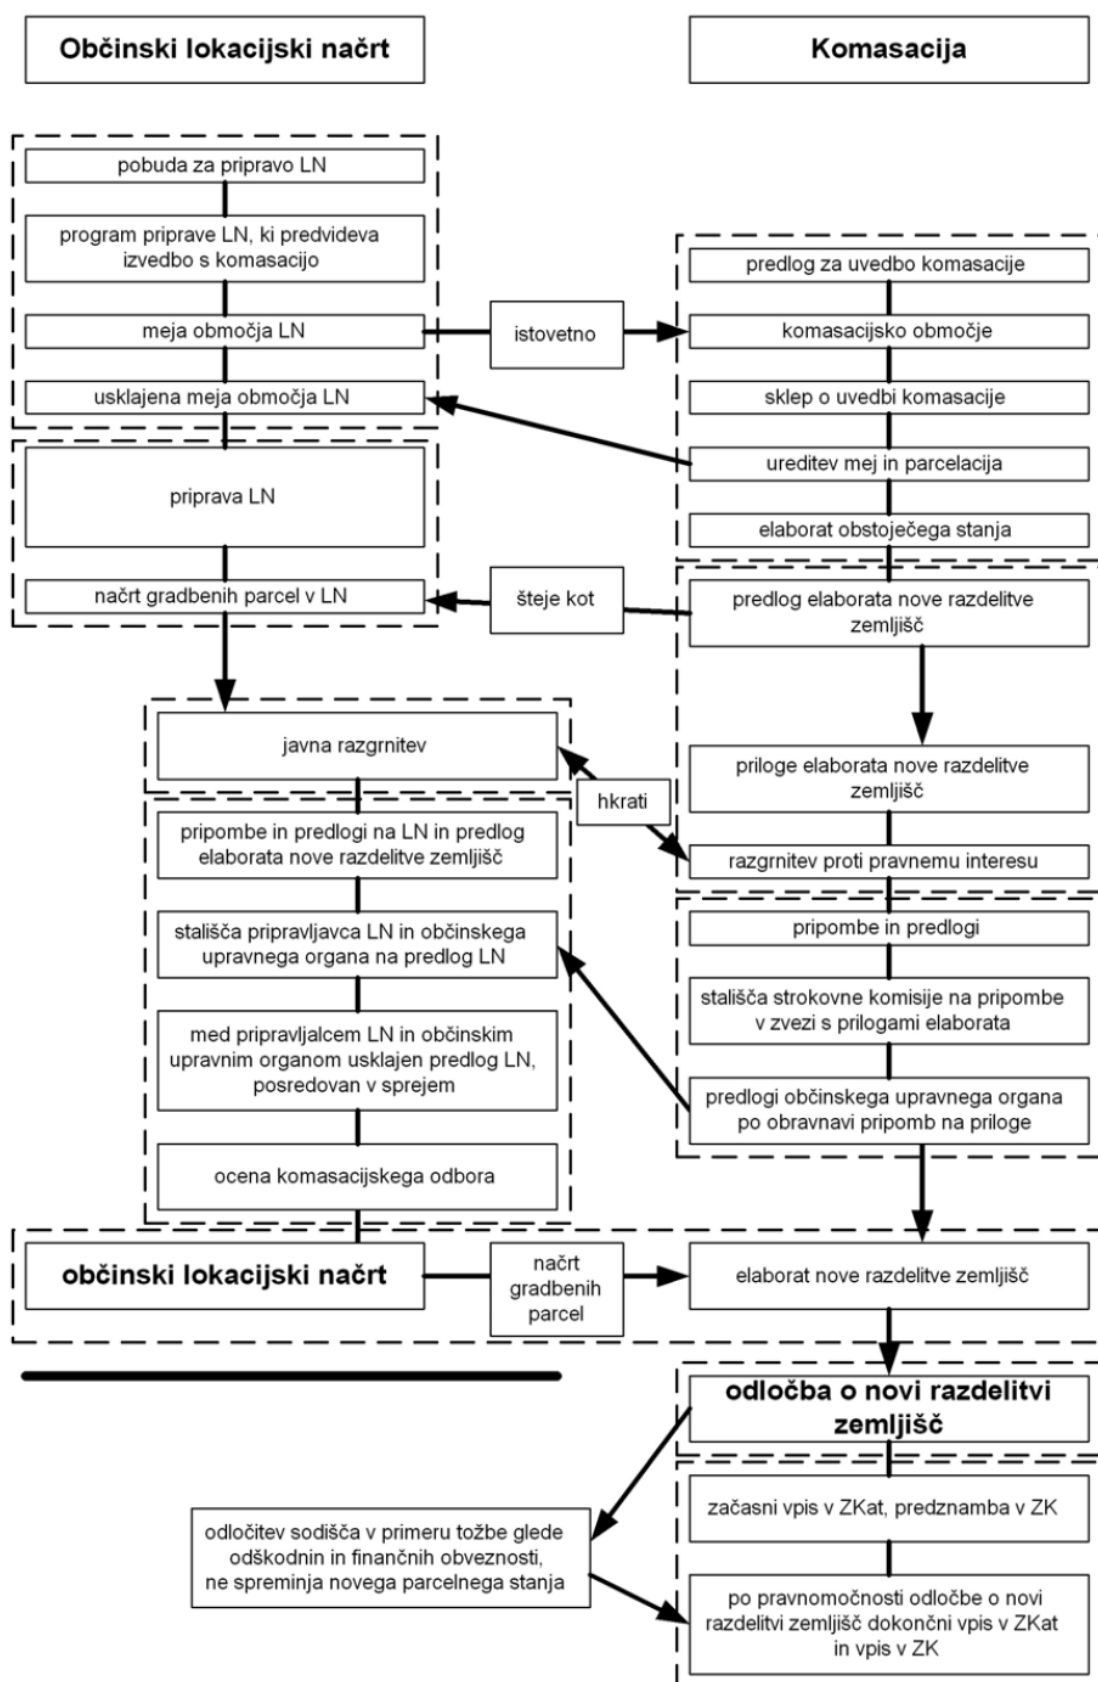 Občinski lokacijski načrt
Komasacija
pobuda za pripravo LN
program priprave LN, ki predvideva
izvedbo s komasacijo
meja območja LN
usklajena meja območja LN
priprava LN
načrt gradbenih parcel v LN
istovetno
šteje kot
predlog za uvedbo komasacije
komasacijsko območje
sklep o uvedbi komasacije
ureditev mej in parcelacija
elaborat obstoječega stanja
predlog elaborata nove razdelitve
zemljišč
priloge elaborata nove razdelitve
zemljišč
razgrnitev proti pravnemu interesu
javna razgrnitev
hkrati
pripombe in predlogi na LN in predlog
elaborata nove razdelitve zemljišč
stališča pripravljavca LN in občinskega
upravnega organa na predlog LN
med pripravljalcem LN in občinskim
upravnim organom usklajen predlog LN,
posredovan v sprejem
ocena komasacijskega odbora
pripombe in predlogi
stališča strokovne komisije na pripombe
v zvezi s prilogami elaborata
predlogi občinskega upravnega organa
po obravnavi pripomb na priloge
občinski lokacijski načrt
načrt
gradbenih
parcel
elaborat nove razdelitve zemljišč
odločba o novi razdelitvi
zemljišč
začasni vpis v ZKat, predznamba v ZK
odločitev sodišča v primeru tožbe glede
odškodnin in finančnih obveznosti,
ne spreminja novega parcelnega stanja
po pravnomočnosti odločbe o novi
razdelitvi zemljišč dokončni vpis v ZKat
in vpis v ZK